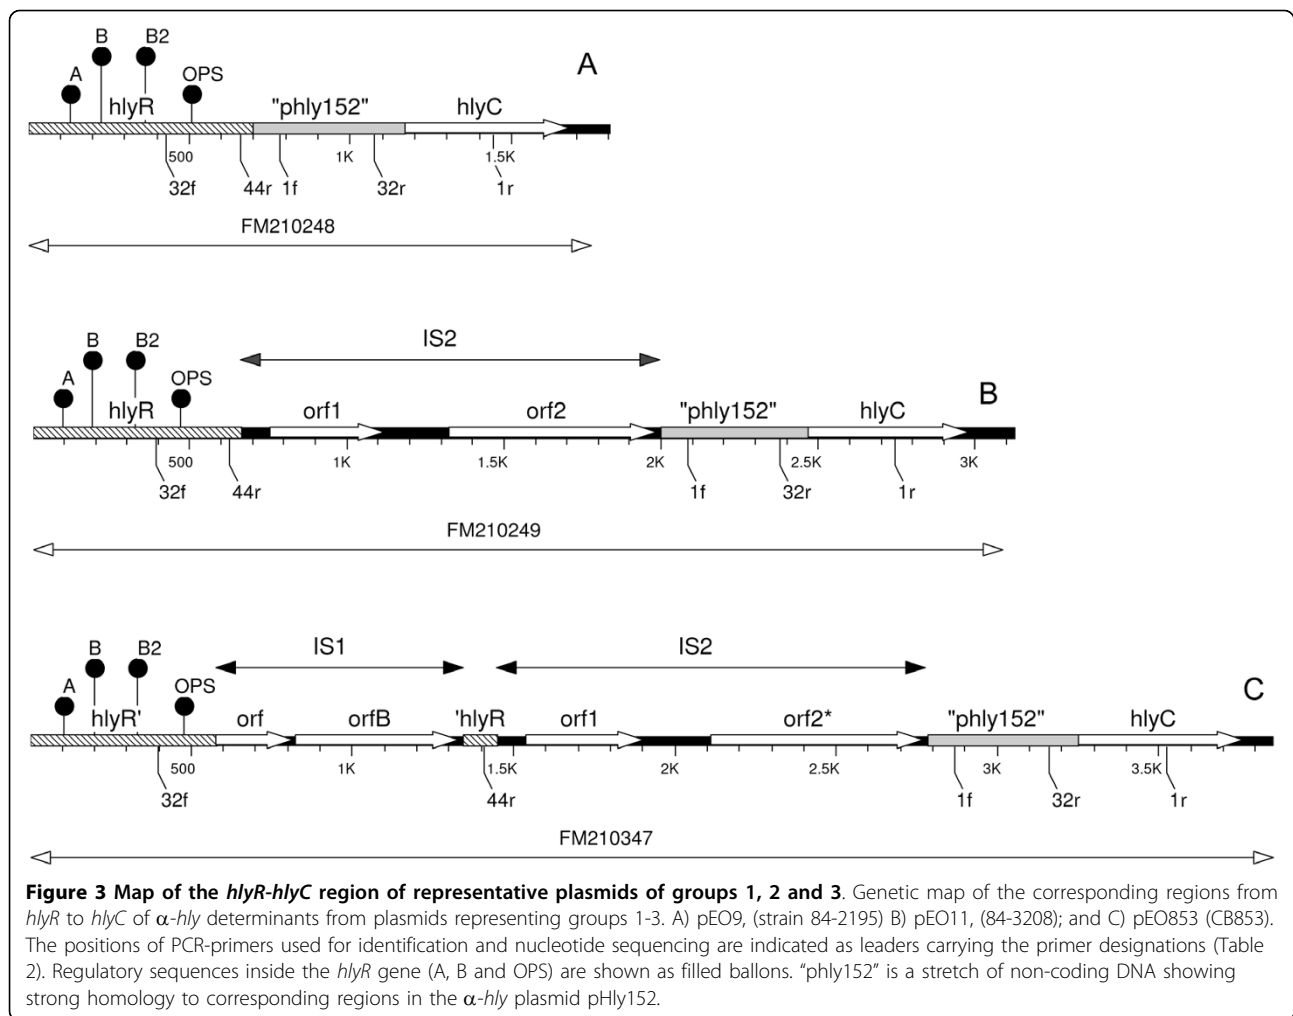 B B2
A OPS A
hlyR "phly152" hlyC
500 1K 1.5K
32f 44r 1f 32r 1r
FM210248
IS2
B B2
A OPS B
hlyR orf1 orf2 "phly152" hlyC
500 1K 1.5K 2K 2.5K 3K
32f 44r 1f 32r 1r
FM210249
IS1 IS2
B B2
A OPS C
hlyR' orf orfB 'hlyR orf1 orf2* "phly152" hlyC
500 1K 1.5K 2K 2.5K 3K 3.5K
32f 44r 1f 32r 1r
FM210347
Figure 3 Map of the hlyR-hlyC region of representative plasmids of groups 1, 2 and 3. Genetic map of the corresponding regions from
hlyR to hlyC of α-hly determinants from plasmids representing groups 1-3. A) pEO9, (strain 84-2195) B) pEO11, (84-3208); and C) pEO853 (CB853).
The positions of PCR-primers used for identification and nucleotide sequencing are indicated as leaders carrying the primer designations (Table
2). Regulatory sequences inside the hlyR gene (A, B and OPS) are shown as filled ballons. “phly152” is a stretch of non-coding DNA showing
strong homology to corresponding regions in the α-hly plasmid pHly152.